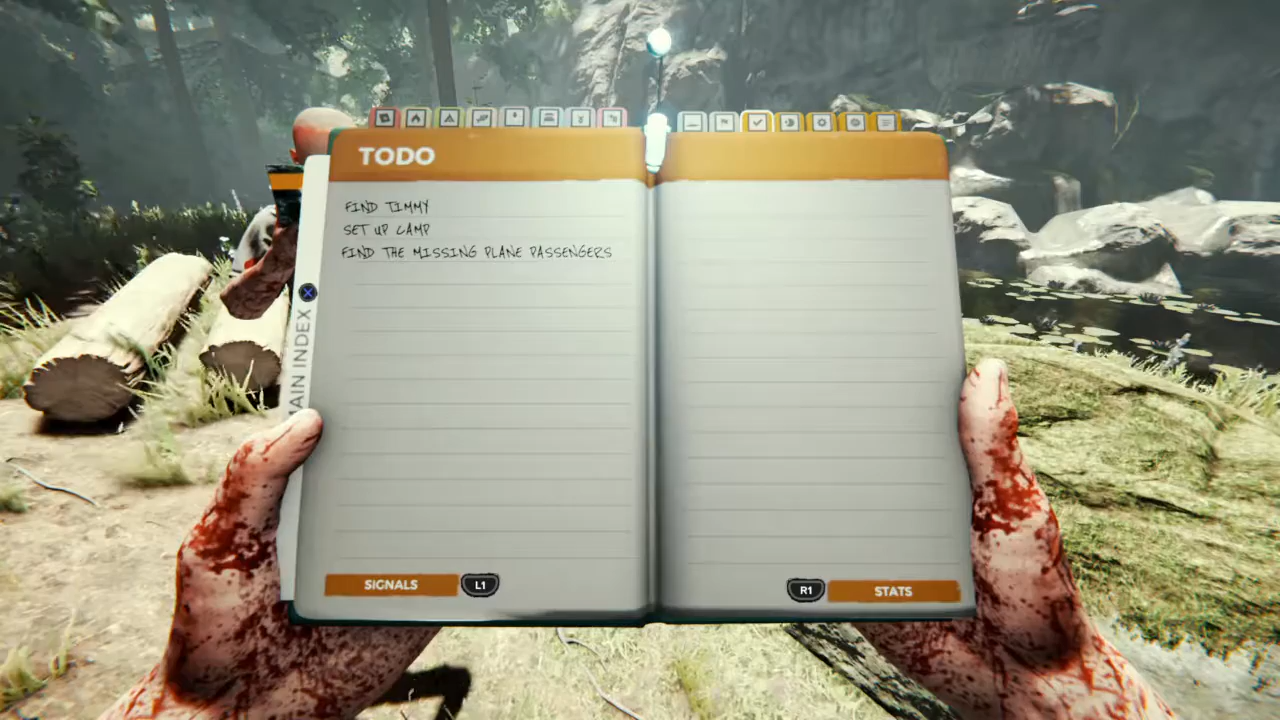 TODO
FIND TIMMY
SET UP CAMP
FIND THE MISSING PLANE PASSENGERS
MAIN INDEX
SIGNALS L1
R1 STATS